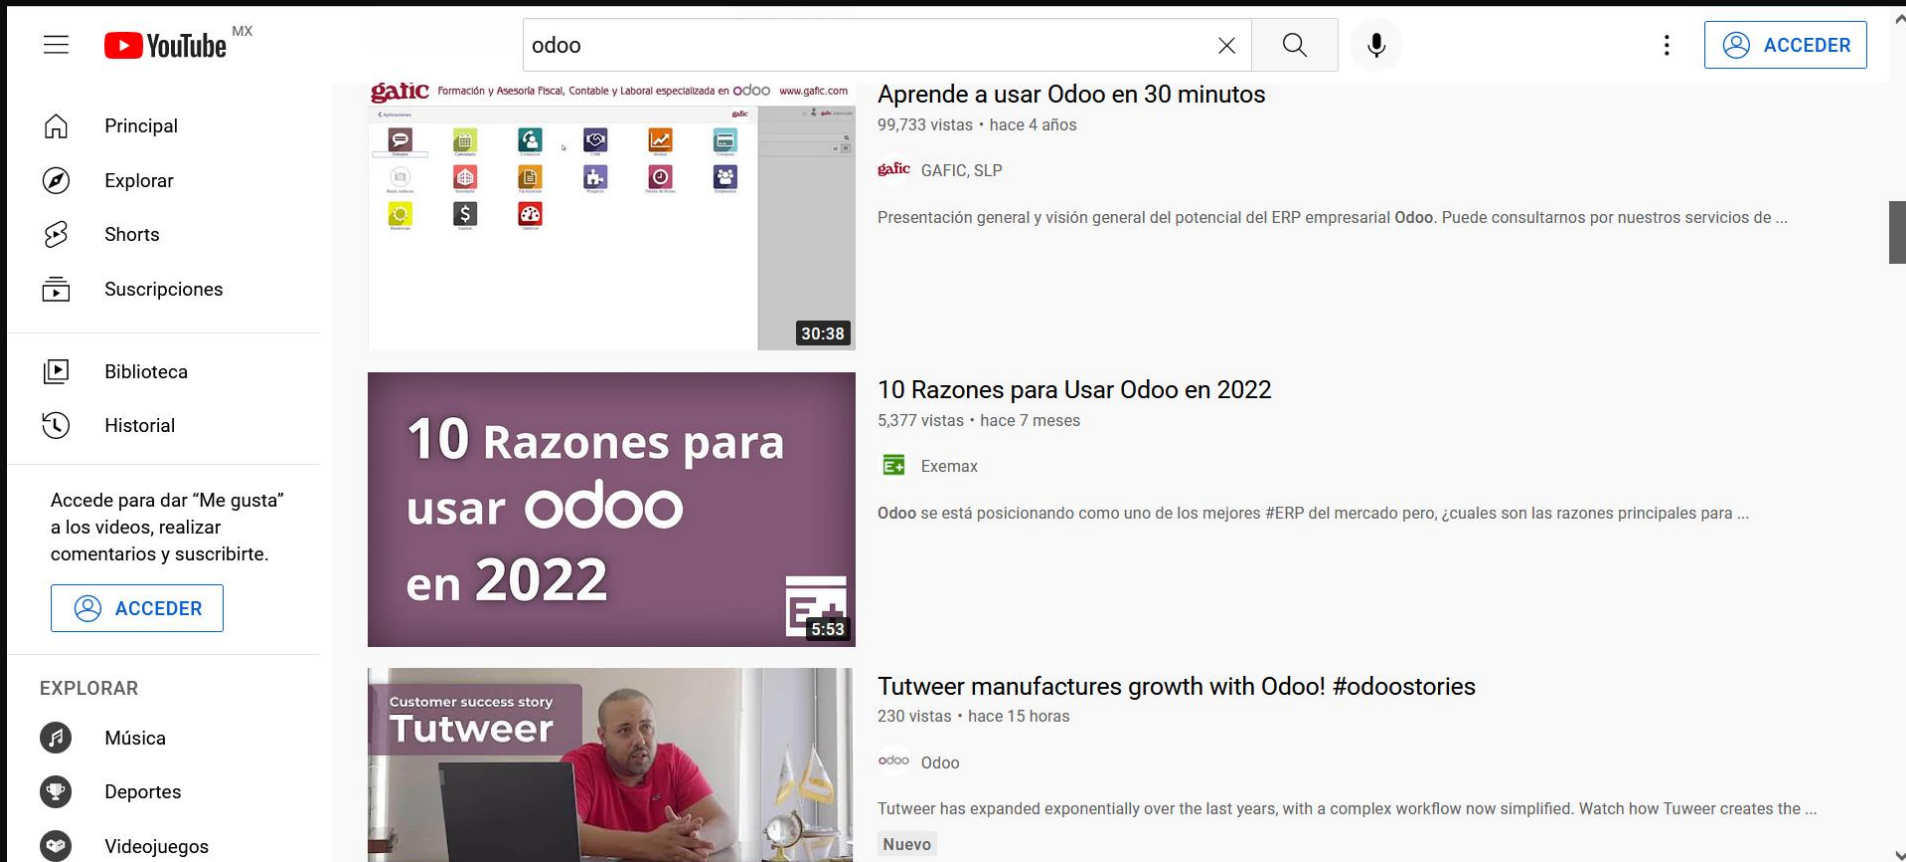 YouTube MX
odoo
ACCEDER
Principal
Explorar
Shorts
Suscripciones
Biblioteca
Historial
Accede para dar “Me gusta”
a los videos, realizar
comentarios y suscribirte.
ACCEDER
EXPLORAR
Música
Deportes
Videojuegos
gafic Formación y Asesoría Fiscal, Contable y Laboral especializada en odoo www.gafic.com
Aplicaciones
gafic
30:38
Aprende a usar Odoo en 30 minutos
99,733 vistas • hace 4 años
gafic GAFIC, SLP
Presentación general y visión general del potencial del ERP empresarial Odoo. Puede consultarnos por nuestros servicios de ...
10 Razones para
usar odoo
en 2022
E+
5:53
10 Razones para Usar Odoo en 2022
5,377 vistas • hace 7 meses
E+ Exemax
Odoo se está posicionando como uno de los mejores #ERP del mercado pero, ¿cuales son las razones principales para ...
Customer success story
Tutweer
Tutweer manufactures growth with Odoo! #odoostories
230 vistas • hace 15 horas
odoo Odoo
Tutweer has expanded exponentially over the last years, with a complex workflow now simplified. Watch how Tuweer creates the ...
Nuevo